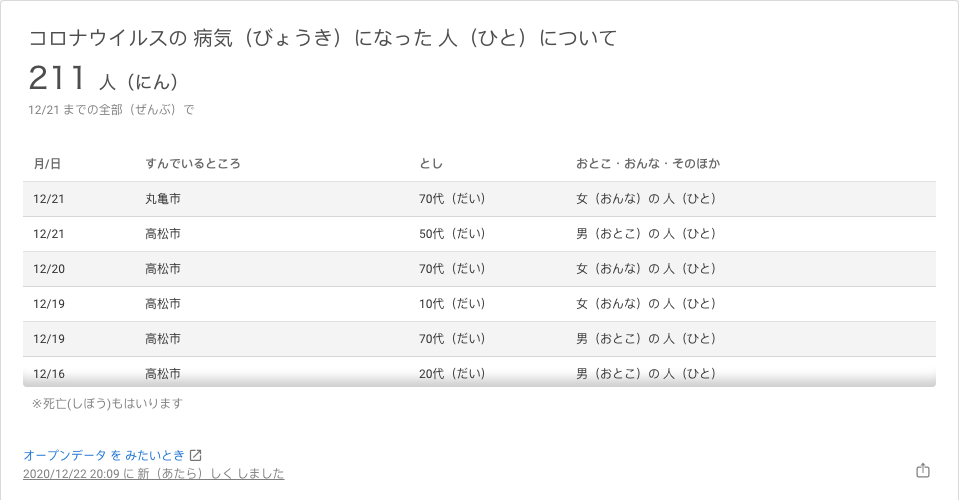 コロナウイルスの 病気（びょうき）になった 人（ひと）について
211 人（にん）
12/21 までの全部（ぜんぶ）で
月/日 すんでいるところ とし おとこ・おんな・そのほか
12/21 丸亀市 70代（だい） 女（おんな）の 人（ひと）
12/21 高松市 50代（だい） 男（おとこ）の 人（ひと）
12/20 高松市 70代（だい） 女（おんな）の 人（ひと）
12/19 高松市 10代（だい） 女（おんな）の 人（ひと）
12/19 高松市 70代（だい） 男（おとこ）の 人（ひと）
12/16 高松市 20代（だい） 男（おとこ）の 人（ひと）
※死亡(しぼう)もはいります
オープンデータ を みたいとき
2020/12/22 20:09 に 新（あたら）しく しました